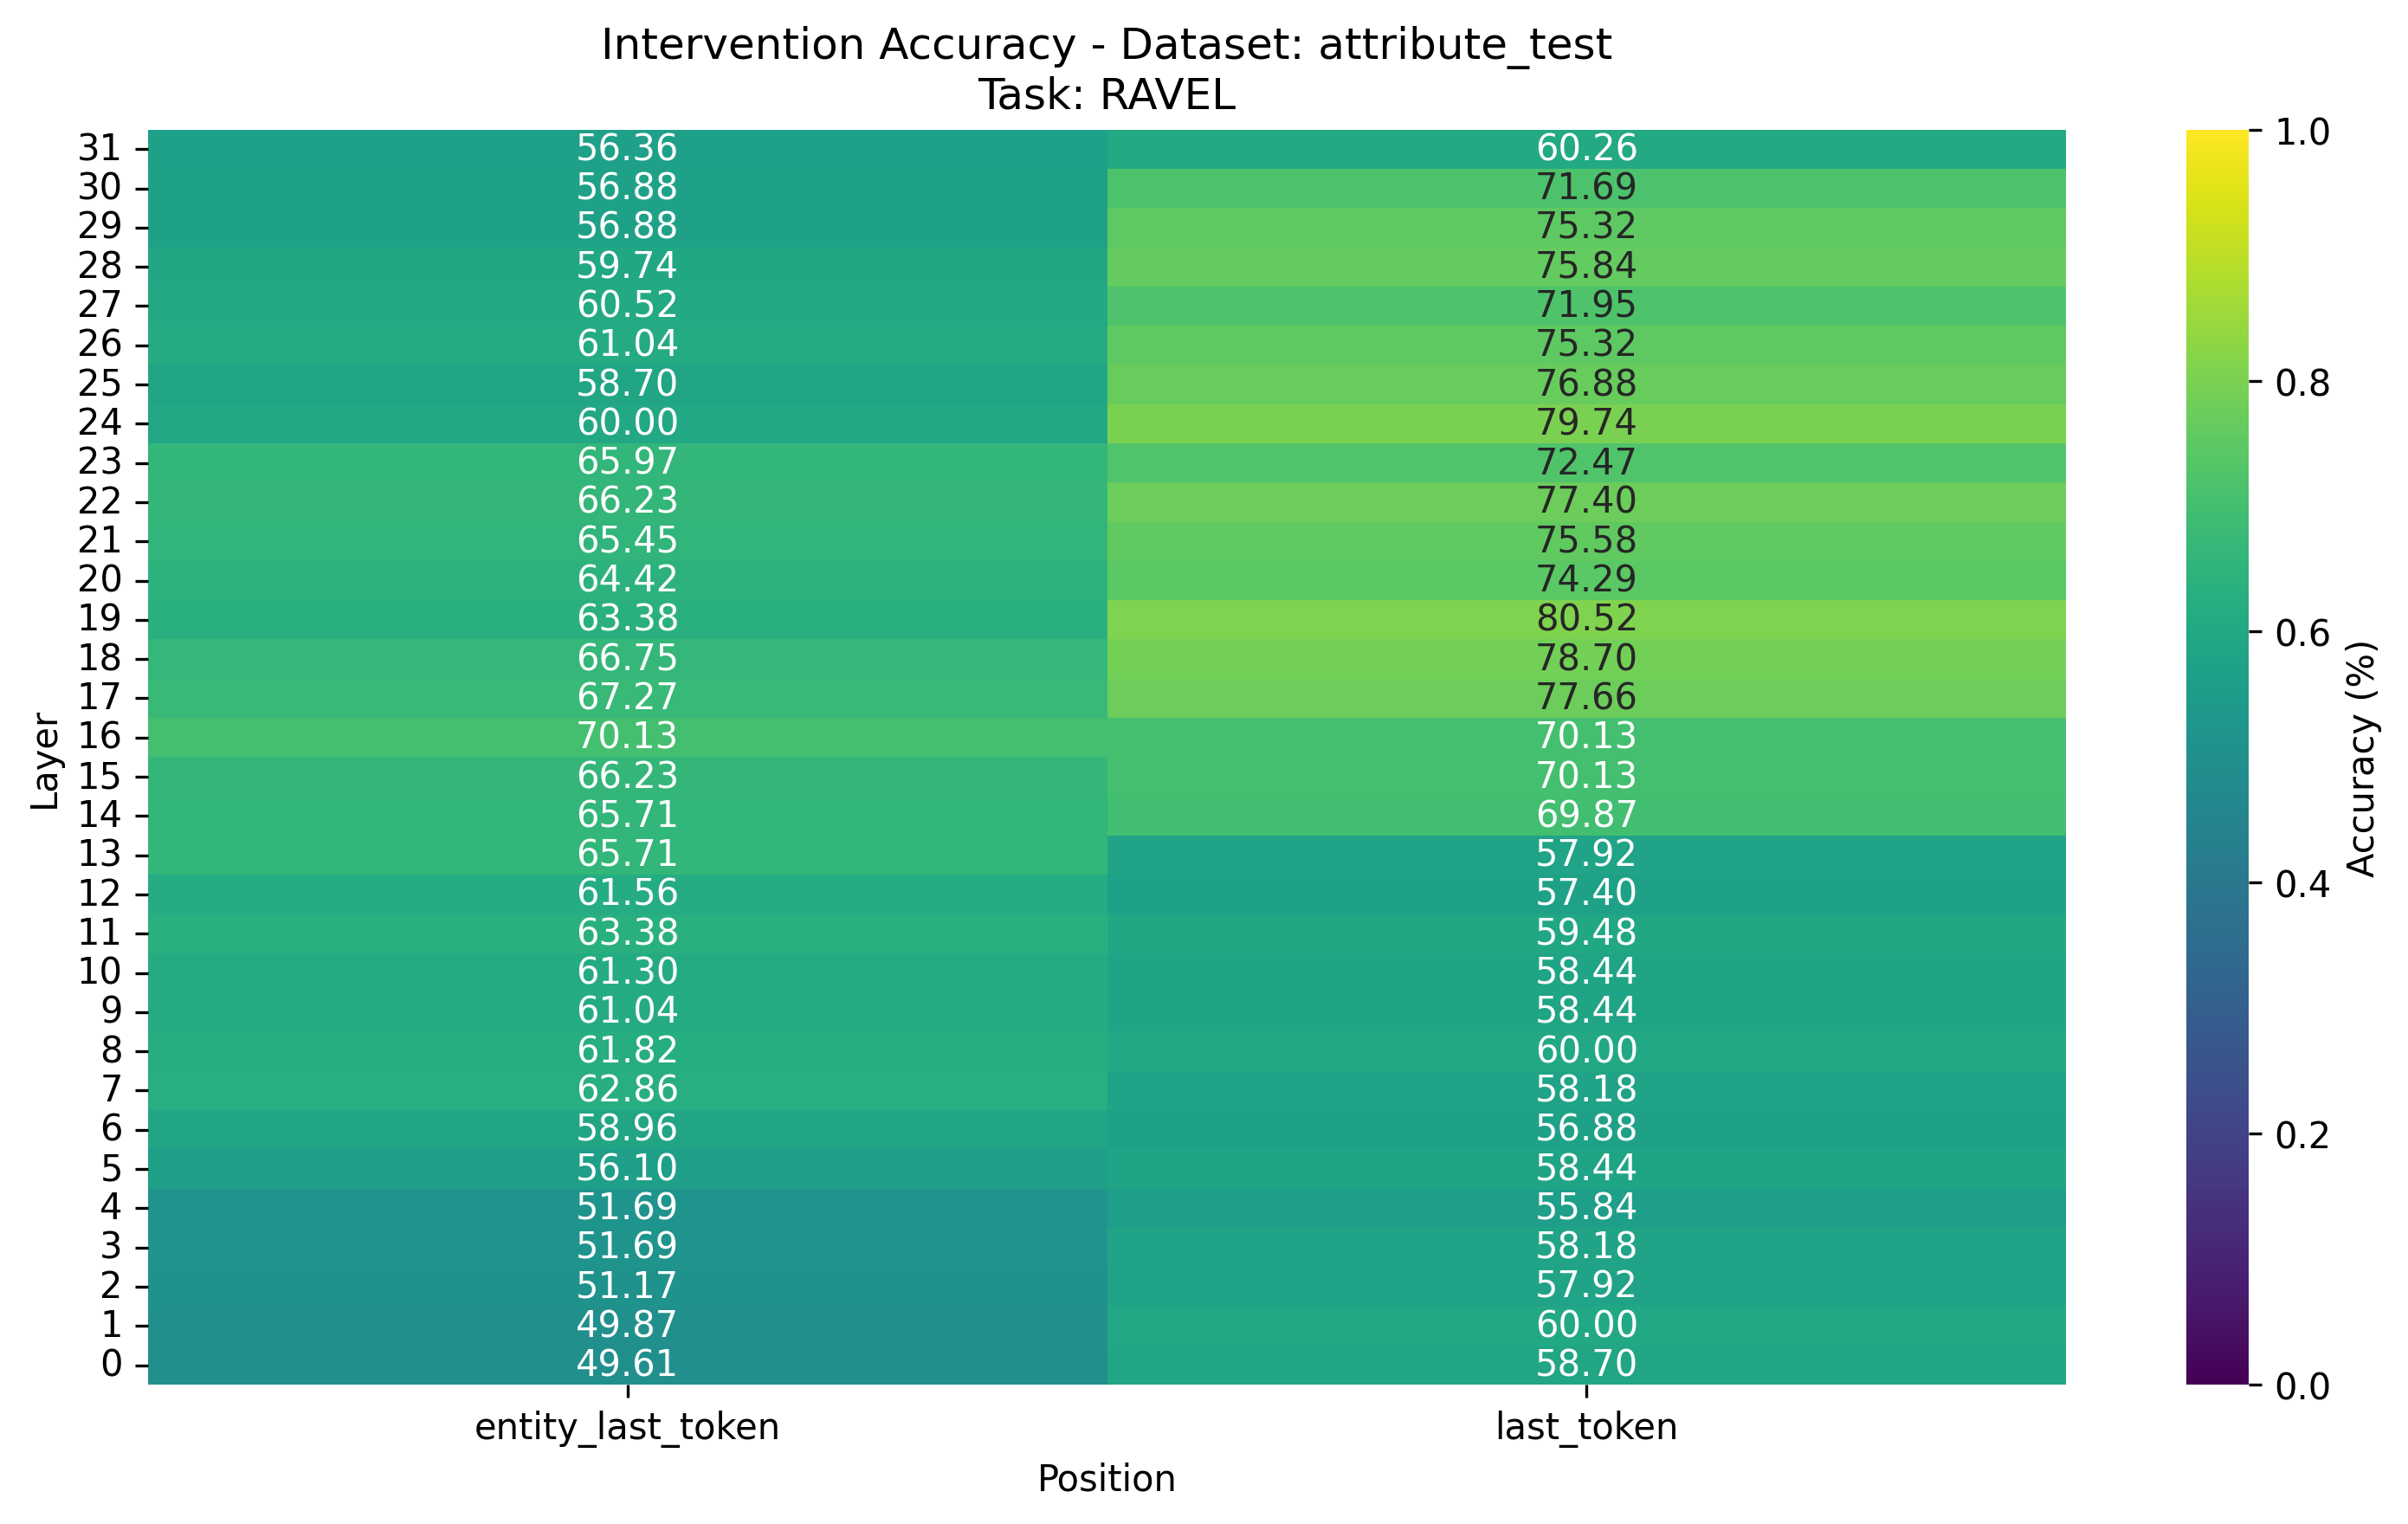 Intervention Accuracy - Dataset: attribute_test
Task: RAVEL
31 56.36 60.26
30 56.88 71.69
29 56.88 75.32
28 59.74 75.84
27 60.52 71.95
26 61.04 75.32
25 58.70 76.88
24 60.00 79.74
23 65.97 72.47
22 66.23 77.40
21 65.45 75.58
20 64.42 74.29
19 63.38 80.52
18 66.75 78.70
17 67.27 77.66
16 70.13 70.13
15 66.23 70.13
14 65.71 69.87
13 65.71 57.92
12 61.56 57.40
11 63.38 59.48
10 61.30 58.44
9 61.04 58.44
8 61.82 60.00
7 62.86 58.18
6 58.96 56.88
5 56.10 58.44
4 51.69 55.84
3 51.69 58.18
2 51.17 57.92
1 49.87 60.00
0 49.61 58.70
entity_last_token last_token
Position
Layer
1.0
0.8
0.6
0.4
0.2
0.0
Accuracy (%)